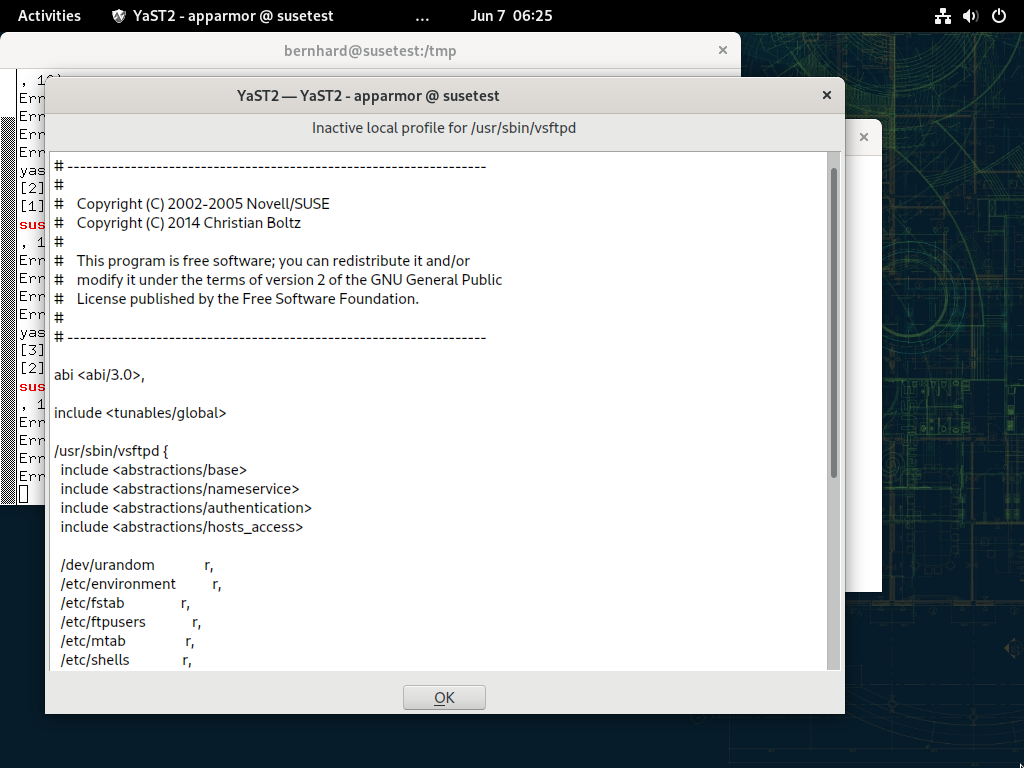 Activities YaST2 - apparmor @ susetest ... Jun 7 06:25
bernhard@susetest:/tmp
YaST2 — YaST2 - apparmor @ susetest
Inactive local profile for /usr/sbin/vsftpd
# ------------------------------------------------------------------
#
# Copyright (C) 2002-2005 Novell/SUSE
# Copyright (C) 2014 Christian Boltz
#
# This program is free software; you can redistribute it and/or
# modify it under the terms of version 2 of the GNU General Public
# License published by the Free Software Foundation.
#
# ------------------------------------------------------------------
abi <abi/3.0>,
include <tunables/global>
/usr/sbin/vsftpd {
include <abstractions/base>
include <abstractions/nameservice>
include <abstractions/authentication>
include <abstractions/hosts_access>
/dev/urandom r,
/etc/environment r,
/etc/fstab r,
/etc/ftpusers r,
/etc/mtab r,
/etc/shells r,
OK
Err
Err
Err
Err
yas
[2]
[1]
sus
, 1
Err
Err
Err
Err
yas
[3]
[2]
sus
, 1
Err
Err
Err
Err